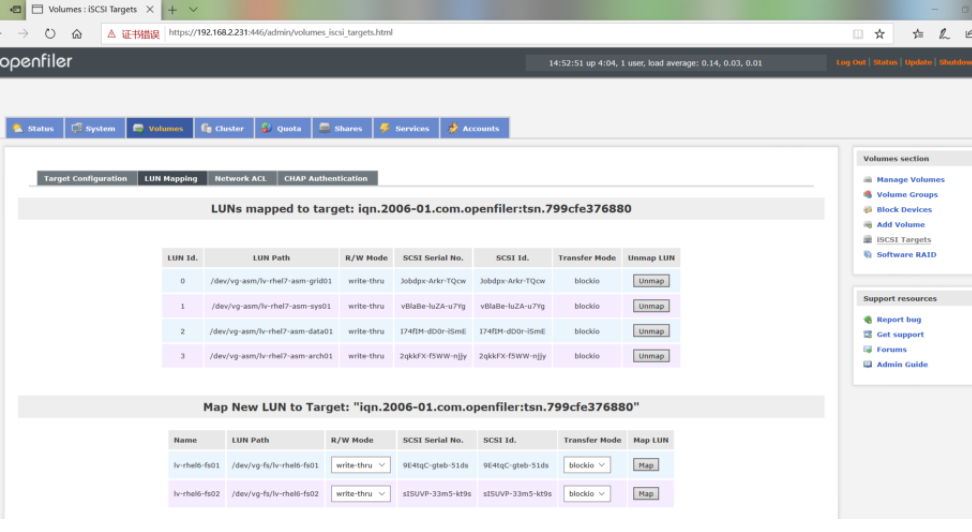 Volumes : iSCSI Targets
证书错误 https://192.168.2.231:446/admin/volumes_iscsi_targets.html
openfiler
14:52:51 up 4:04, 1 user, load average: 0.14, 0.03, 0.01
Log Out | Status | Update | Shutdown
Status System Volumes Cluster Quota Shares Services Accounts
Target Configuration LUN Mapping Network ACL CHAP Authentication
LUNs mapped to target: iqn.2006-01.com.openfiler:tsn.799cfe376880
LUN Id. LUN Path R/W Mode SCSI Serial No. SCSI Id. Transfer Mode Unmap LUN
0 /dev/vg-asm/lv-rhel7-asm-grid01 write-thru Jobdpx-Arkr-TQcw Jobdpx-Arkr-TQcw blockio Unmap
1 /dev/vg-asm/lv-rhel7-asm-sys01 write-thru vBlaBe-luZA-u7Yg vBlaBe-luZA-u7Yg blockio Unmap
2 /dev/vg-asm/lv-rhel7-asm-data01 write-thru I74fIM-dD0r-iSmE I74fIM-dD0r-iSmE blockio Unmap
3 /dev/vg-asm/lv-rhel7-asm-arch01 write-thru 2qkkFX-f5WW-njjy 2qkkFX-f5WW-njjy blockio Unmap
Map New LUN to Target: "iqn.2006-01.com.openfiler:tsn.799cfe376880"
Name LUN Path R/W Mode SCSI Serial No. SCSI Id. Transfer Mode Map LUN
lv-rhel6-fs01 /dev/vg-fs/lv-rhel6-fs01 write-thru 9E4tqC-gteb-51ds 9E4tqC-gteb-51ds blockio Map
lv-rhel6-fs02 /dev/vg-fs/lv-rhel6-fs02 write-thru sISUVP-33m5-kt9s sISUVP-33m5-kt9s blockio Map
Volumes section
Manage Volumes
Volume Groups
Block Devices
Add Volume
iSCSI Targets
Software RAID
Support resources
Report bug
Get support
Forums
Admin Guide